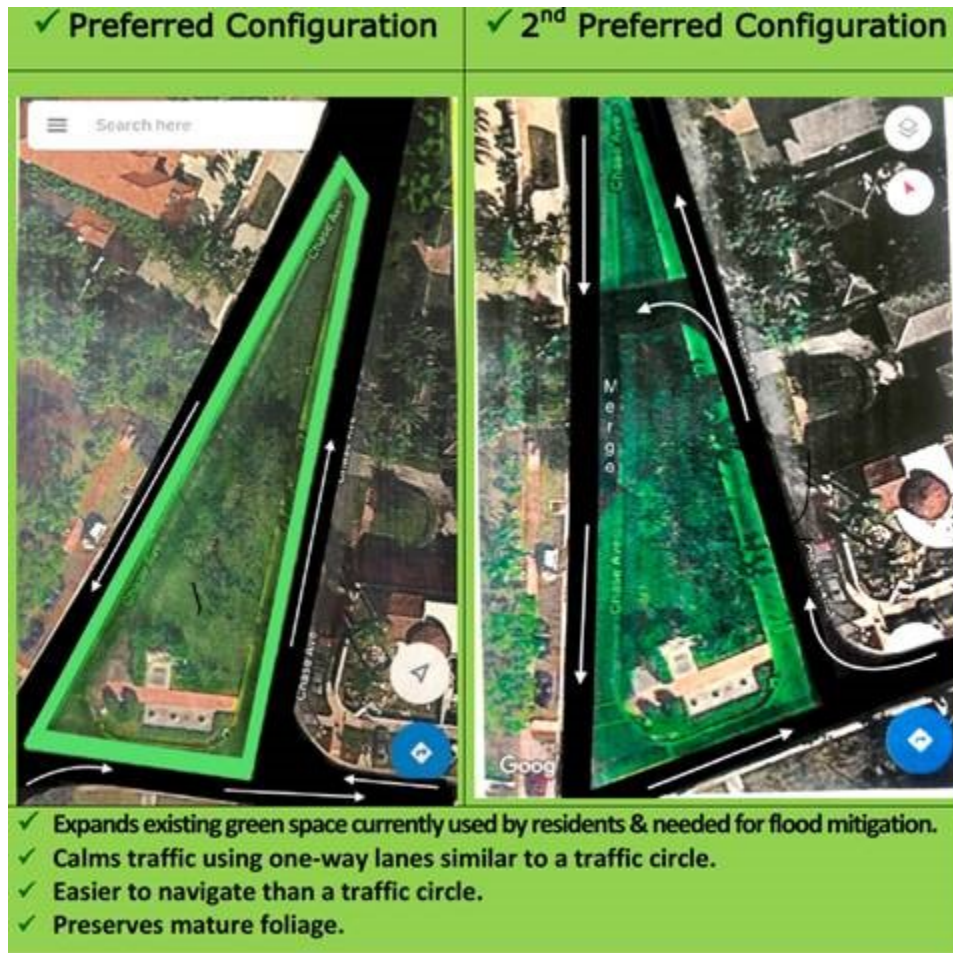 ✓ Preferred Configuration
✓ 2nd Preferred Configuration
Search here
Chase Ave
Chase Ave
Chase Ave
Merge
Chase Ave
Goog
✓ Expands existing green space currently used by residents & needed for flood mitigation.
✓ Calms traffic using one-way lanes similar to a traffic circle.
✓ Easier to navigate than a traffic circle.
✓ Preserves mature foliage.